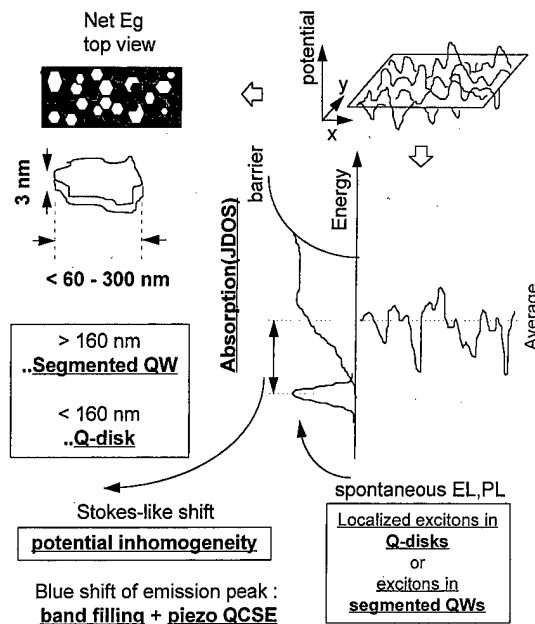 Net Eg
top view
potential
y
x
3 nm
< 60 - 300 nm
barrier
Energy
Absorption(JDOS)
Average
> 160 nm
..Segmented QW
< 160 nm
..Q-disk
Stokes-like shift
potential inhomogeneity
Blue shift of emission peak :
band filling + piezo QCSE
spontaneous EL,PL
Localized excitons in
Q-disks
or
excitons in
segmented QWs